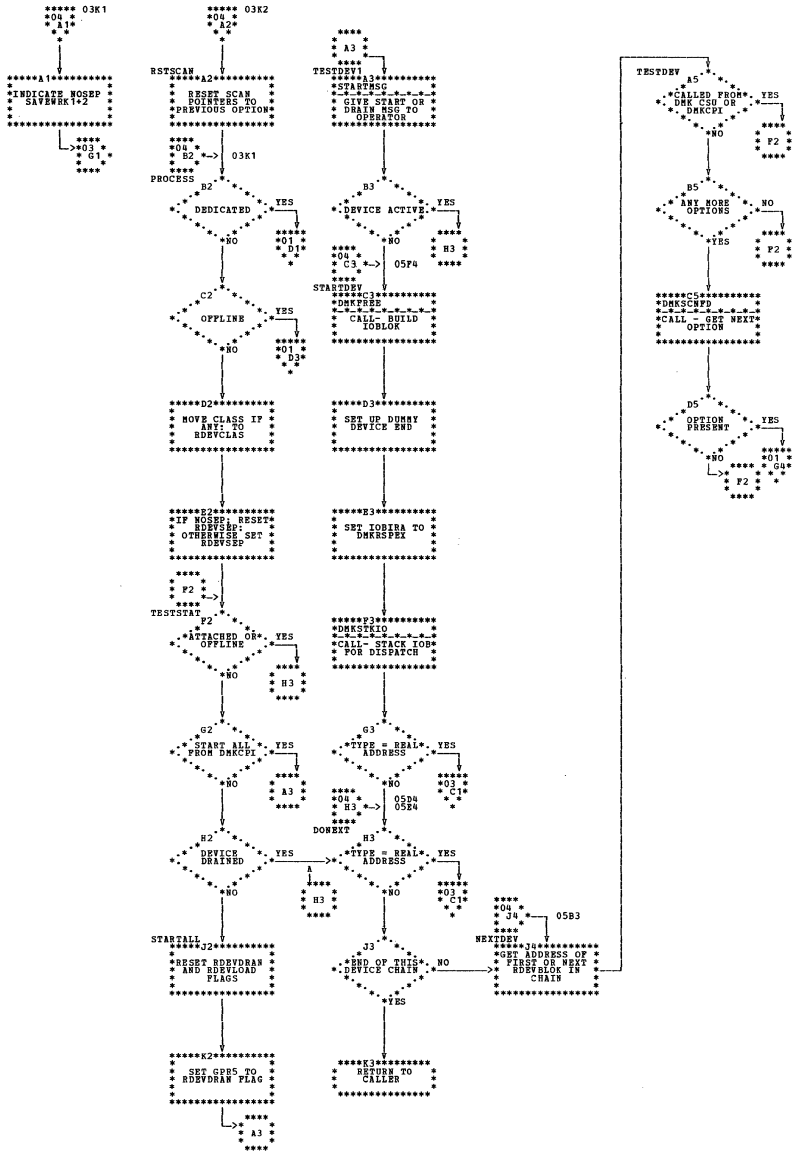 03K1
*04
A1
A1
INDICATE NOSEP
SAVEWRK1+2
*03
G1
03K2
*04
A2
RSTSCAN
A2
RESET SCAN
POINTERS TO
PREVIOUS OPTION
*04
B2
03K1
PROCESS
B2
DEDICATED
YES
*01
D1
NO
C2
OFFLINE
YES
*01
D3
NO
D2
MOVE CLASS IF
ANY: TO
RDEVCLAS
E2
IF NOSEP: RESET
RDEVSEP:
OTHERWISE SET
RDEVSEP
F2
TESTSTAT
F2
ATTACHED OR
OFFLINE
YES
H3
NO
G2
START ALL
FROM DMKCPI
YES
A3
NO
H2
DEVICE
DRAINED
YES
A
H3
NO
STARTALL
J2
RESET RDEVDRAN
AND RDEVLOAD
FLAGS
K2
SET GPR5 TO
RDEVDRAN FLAG
A3
A3
TESTDEV1
A3
STARTMSG
GIVE START OR
DRAIN MSG TO
OPERATOR
B3
DEVICE ACTIVE
YES
H3
NO
*04
C3
05F4
STARTDEV
C3
DMKFREE
CALL- BUILD
IOBLOK
D3
SET UP DUMMY
DEVICE END
E3
SET IOBIRA TO
DMKRSPEX
F3
DMKSTKIO
CALL- STACK IOB
FOR DISPATCH
G3
TYPE = REAL
ADDRESS
YES
*03
C1
NO
*04
H3
05D4
05E4
DONEXT
H3
TYPE = REAL
ADDRESS
YES
*03
C1
NO
J3
END OF THIS
DEVICE CHAIN
NO
YES
K3
RETURN TO
CALLER
*04
J4
05B3
NEXTDEV
J4
GET ADDRESS OF
FIRST OR NEXT
RDEVBLOK IN
CHAIN
TESTDEV
A5
CALLED FROM
DMK CSU OR
DMKCPI
YES
F2
NO
B5
ANY MORE
OPTIONS
NO
F2
YES
C5
DMKSCNFD
CALL - GET NEXT
OPTION
D5
OPTION
PRESENT
YES
*01
G4
NO
F2